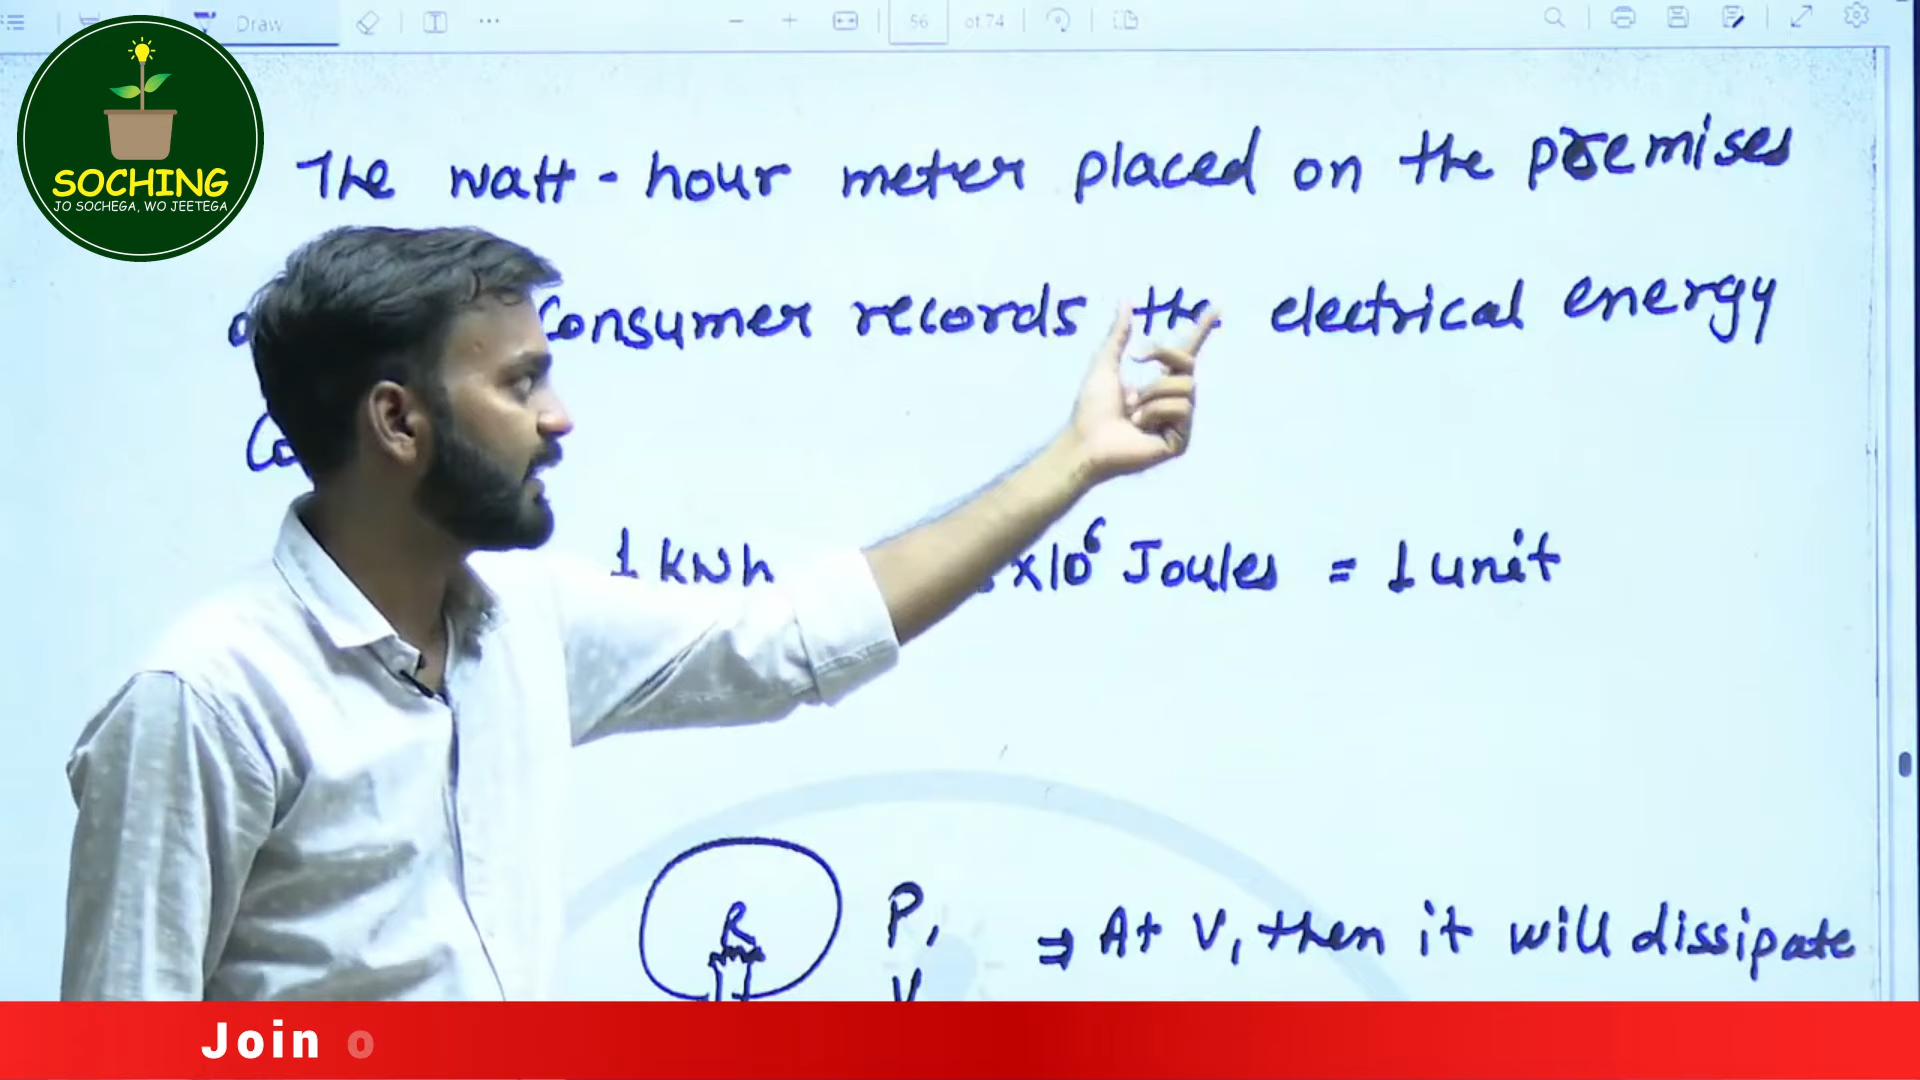 Draw
56 of 74
SOCHING
JO SOCHEGA, WO JEETEGA
The watt-hour meter placed on the premises
Consumer records the electrical energy
1 kWh ×10⁶ Joules = 1 unit
R P, ⇒ At V, then it will dissipate
V
Join o